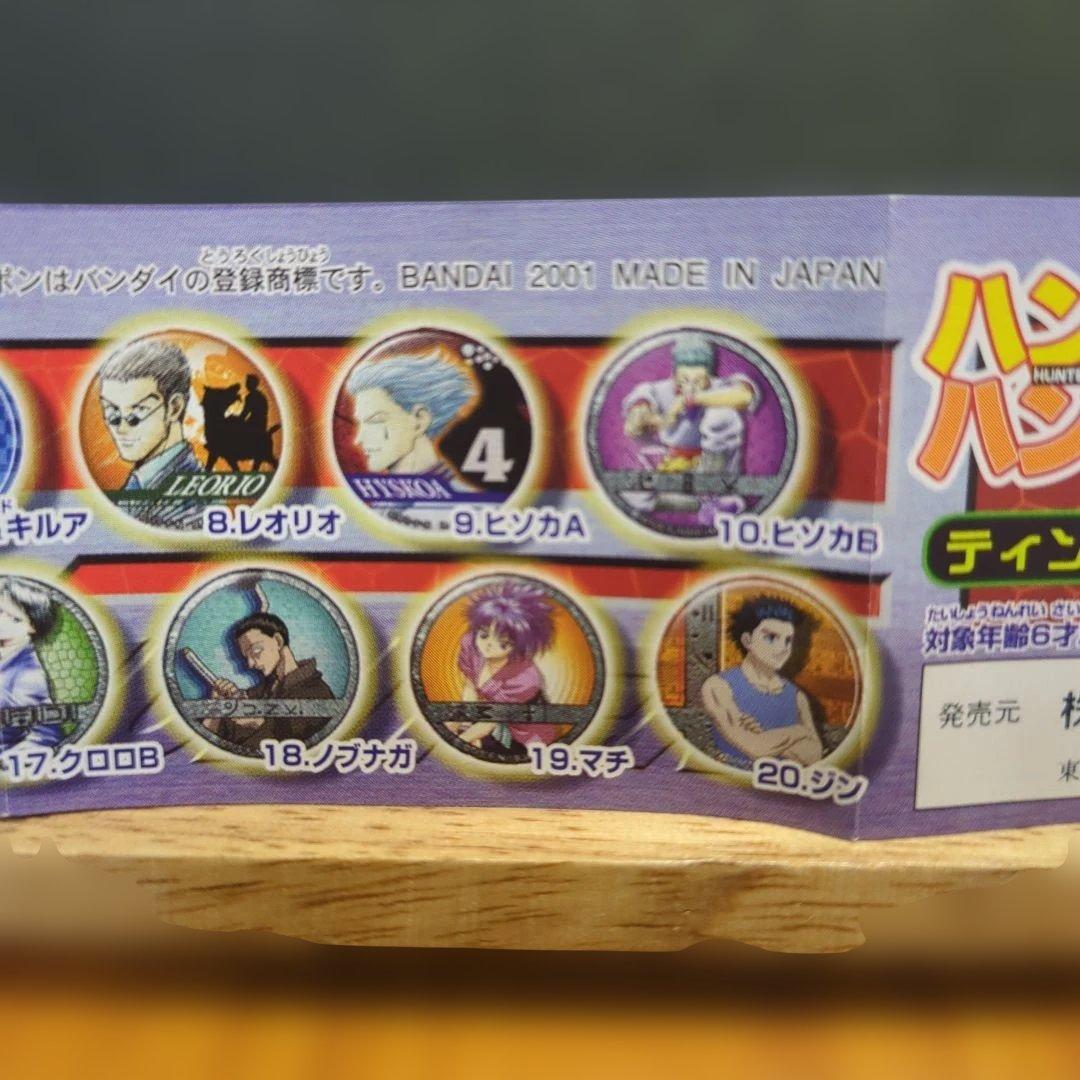 とうろくしょうひょう
ポンはバンダイの登録商標です。BANDAI 2001 MADE IN JAPAN
LEORIO
HYSKOA
4
キルア
8.レオリオ
9.ヒソカA
10.ヒソカB
17.クロロB
18.ノブナガ
19.マチ
20.ジン
ハン
HUNTE
ハン
ティン
たいしょうねんれい さい
対象年齢6才
発売元 株
東